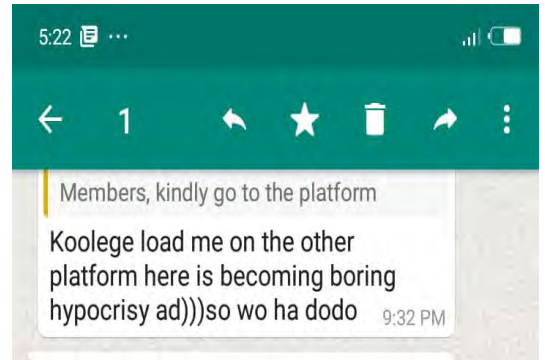 5:22 ...
1
Members, kindly go to the platform
Koolege load me on the other
platform here is becoming boring
hypocrisy ad)))so wo ha dodo 9:32 PM